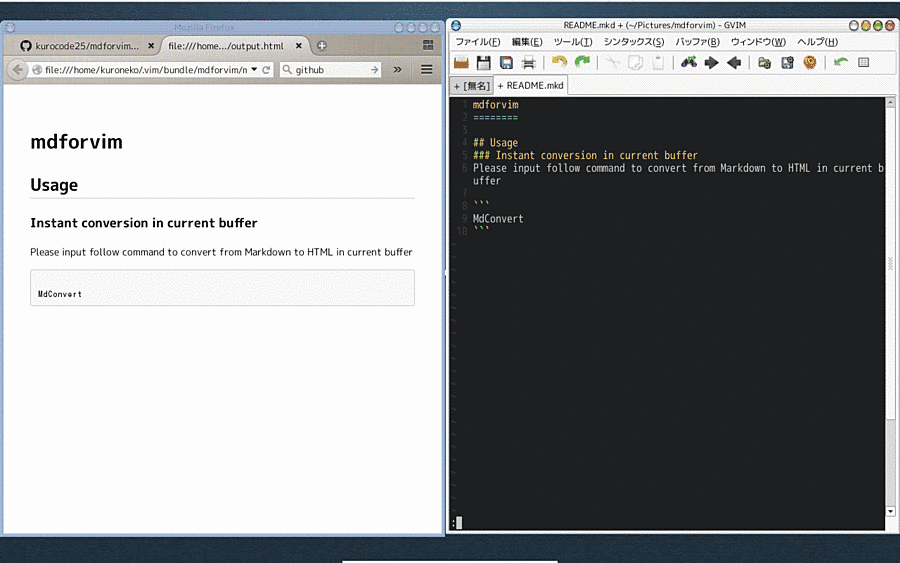 Mozilla Firefox
kurocode25/mdforvim...
file:///home.../output.html
file:///home/kuroneko/.vim/bundle/mdforvim/n
github
mdforvim
Usage
Instant conversion in current buffer
Please input follow command to convert from Markdown to HTML in current buffer
MdConvert
README.mkd + (~/Pictures/mdforvim) - GVIM
ファイル(F) 編集(E) ツール(T) シンタックス(S) バッファ(B) ウィンドウ(W) ヘルプ(H)
+ [無名] + README.mkd
1 mdforvim
2 ========
3
4 ## Usage
5 ### Instant conversion in current buffer
6 Please input follow command to convert from Markdown to HTML in current b
uffer
7
8 ```
9 MdConvert
10 ```
: